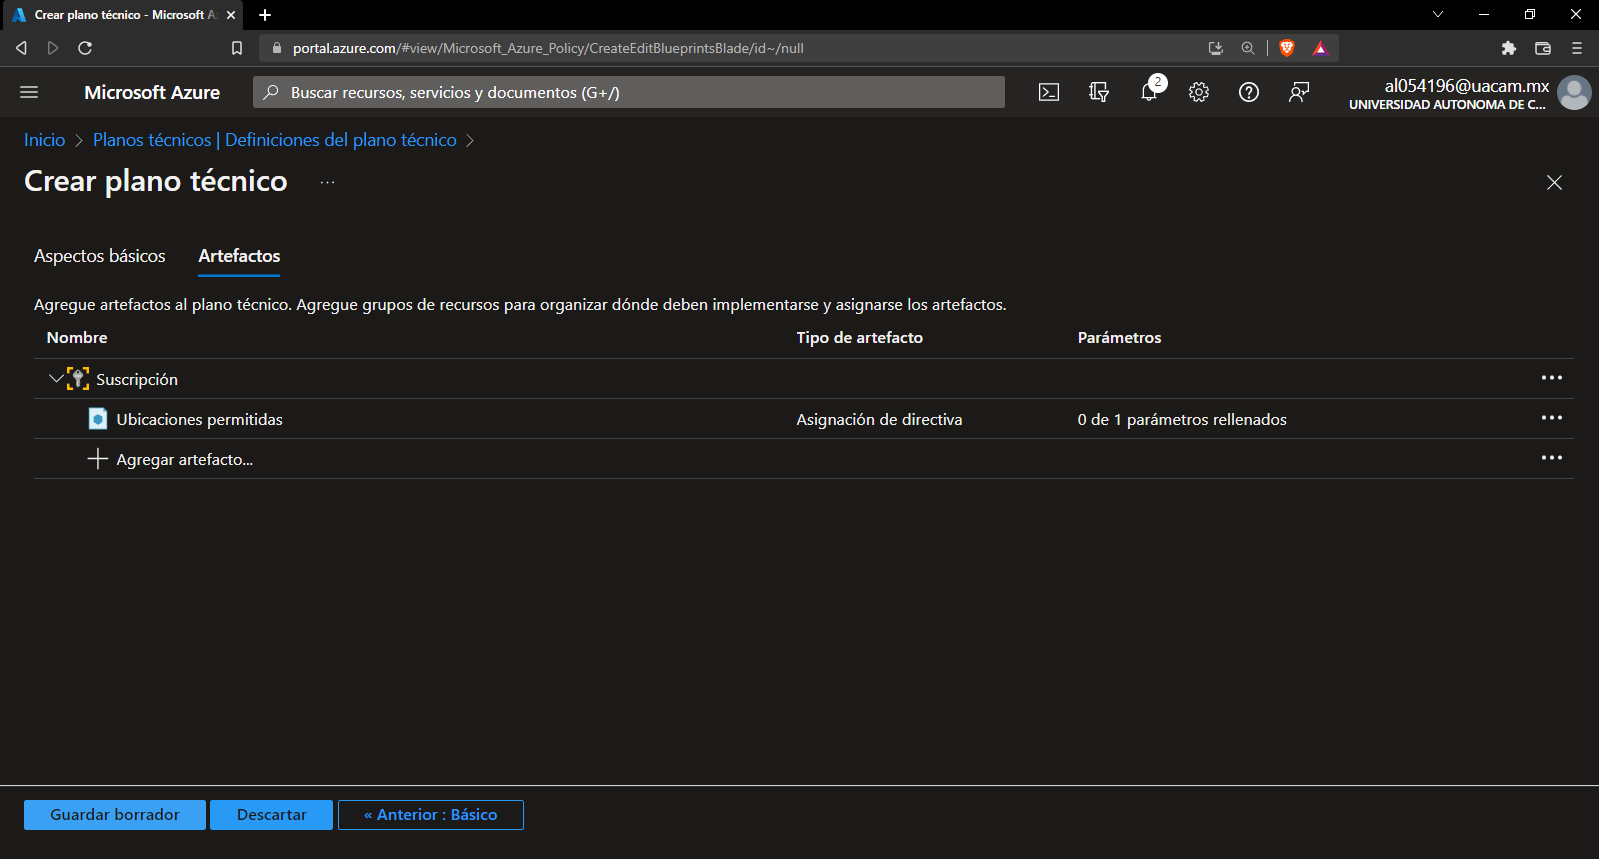 Crear plano técnico - Microsoft A
portal.azure.com/#view/Microsoft_Azure_Policy/CreateEditBlueprintsBlade/id~/null
Microsoft Azure
Buscar recursos, servicios y documentos (G+/)
2
al054196@uacam.mx
UNIVERSIDAD AUTONOMA DE C...
Inicio > Planos técnicos | Definiciones del plano técnico >
Crear plano técnico ...
Aspectos básicos Artefactos
Agregue artefactos al plano técnico. Agregue grupos de recursos para organizar dónde deben implementarse y asignarse los artefactos.
Nombre Tipo de artefacto Parámetros
Suscripción
Ubicaciones permitidas Asignación de directiva 0 de 1 parámetros rellenados
Agregar artefacto...
Guardar borrador Descartar « Anterior : Básico